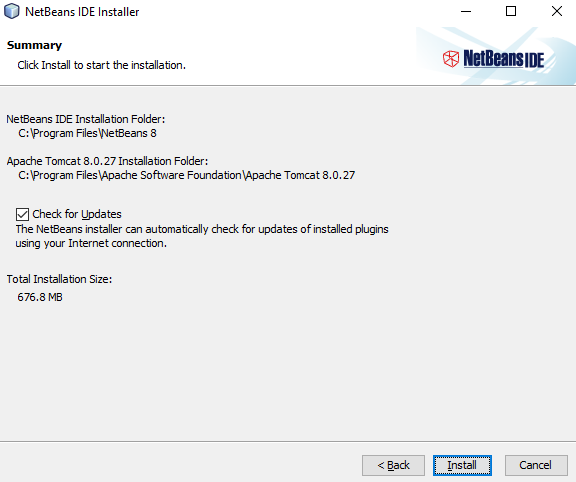 NetBeans IDE Installer
Summary
Click Install to start the installation.
NetBeans IDE
NetBeans IDE Installation Folder:
C:\Program Files\NetBeans 8
Apache Tomcat 8.0.27 Installation Folder:
C:\Program Files\Apache Software Foundation\Apache Tomcat 8.0.27
Check for Updates
The NetBeans installer can automatically check for updates of installed plugins
using your Internet connection.
Total Installation Size:
676.8 MB
< Back
Install
Cancel